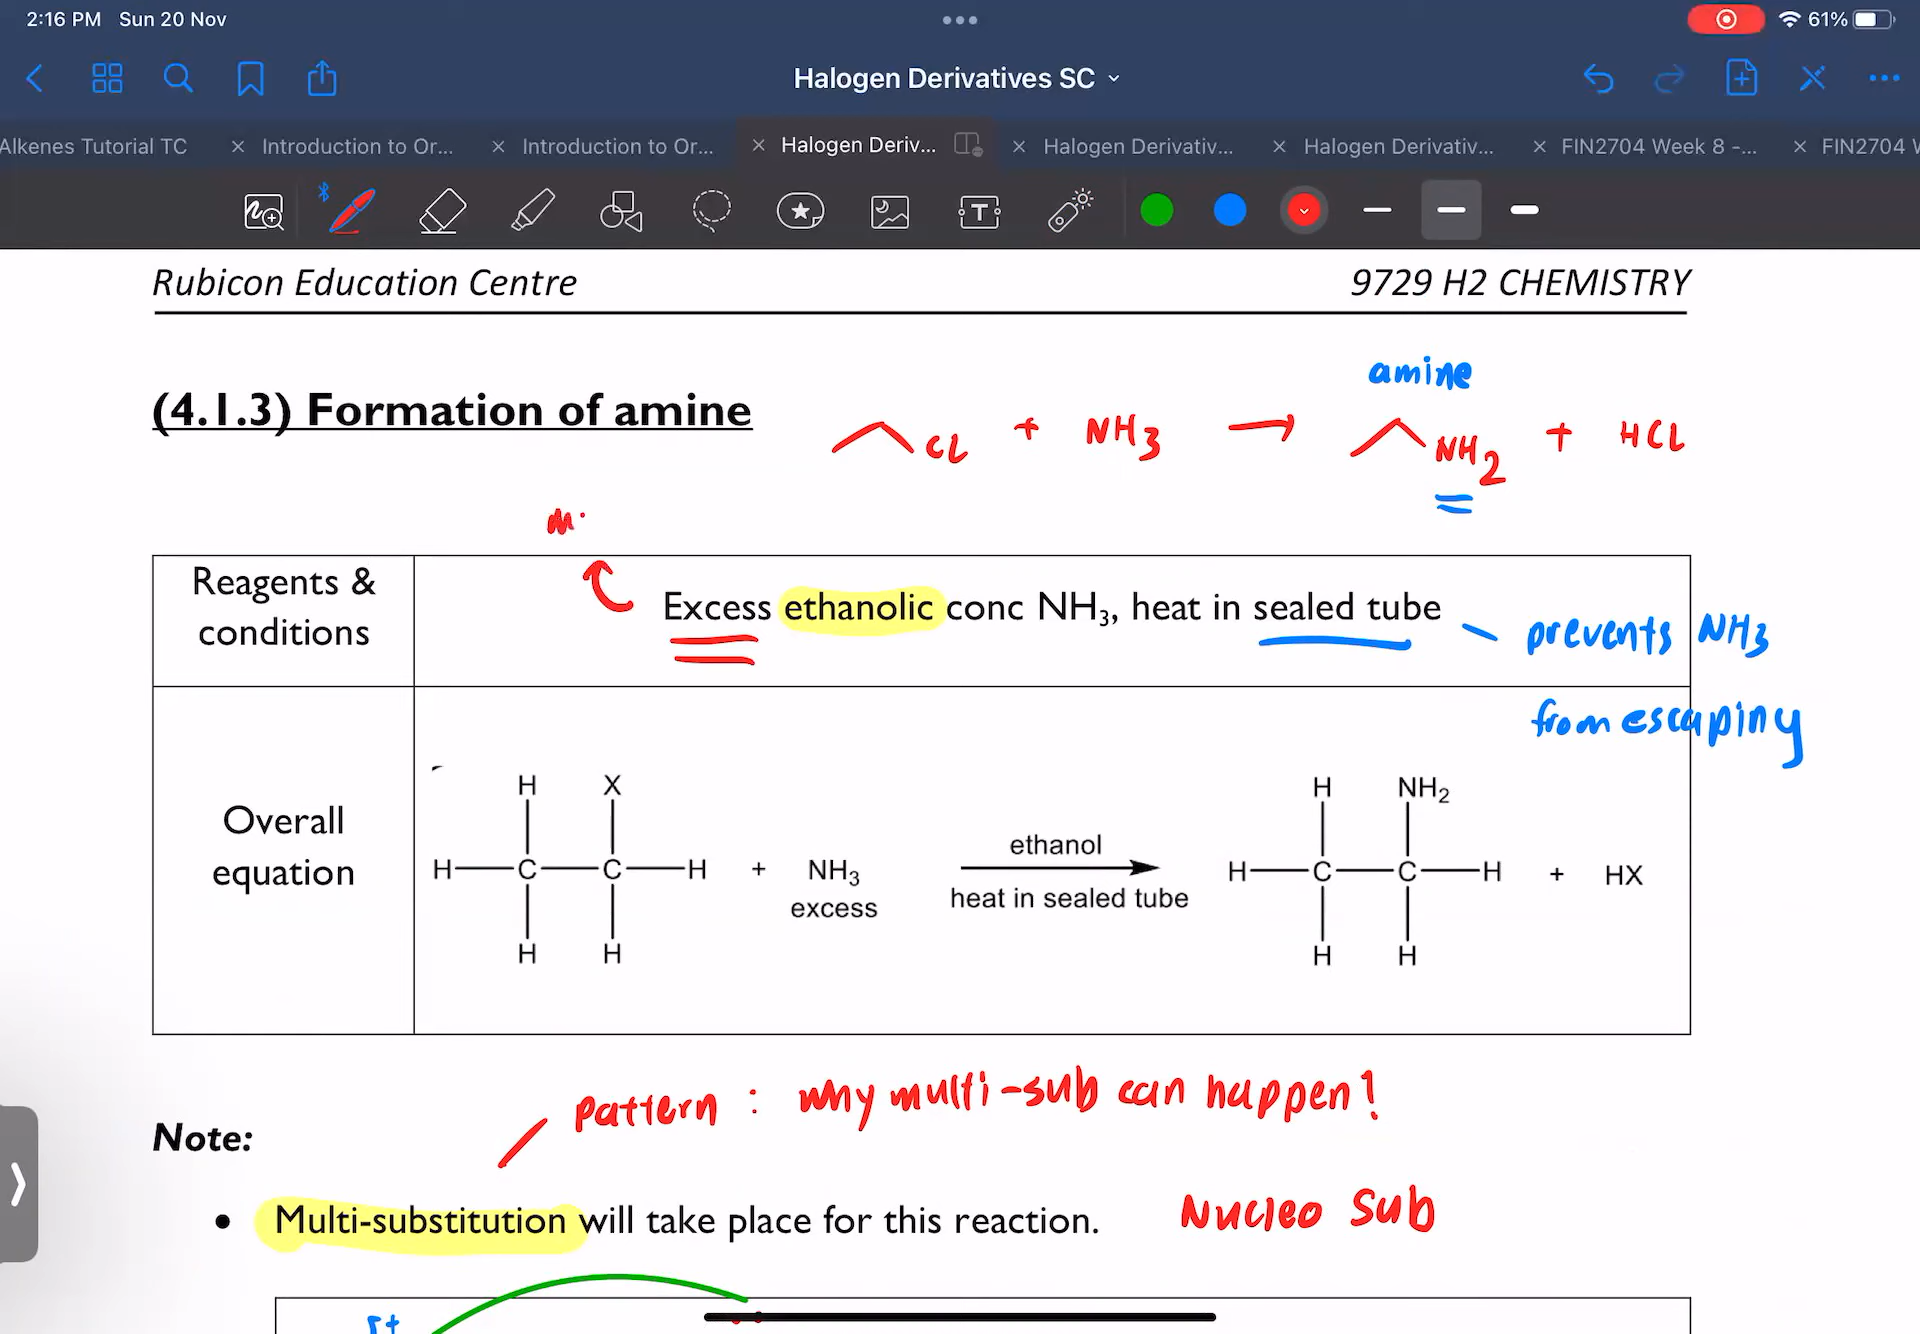 2:16 PM Sun 20 Nov
61%
Halogen Derivatives SC
Alkenes Tutorial TC
Introduction to Or...
Introduction to Or...
Halogen Deriv...
Halogen Derivativ...
Halogen Derivativ...
FIN2704 Week 8 -...
FIN2704
Rubicon Education Centre
9729 H2 CHEMISTRY
amine
(4.1.3) Formation of amine
CL + NH3 → NH2 + HCL
Reagents &
conditions
Excess ethanolic conc NH3, heat in sealed tube
prevents NH3
from escaping
Overall
equation
H X
H C C H + NH3
excess
H H
ethanol
heat in sealed tube
H NH2
H C C H + HX
H H
pattern : why multi-sub can happen!
Note:
• Multi-substitution will take place for this reaction.
Nucleo Sub